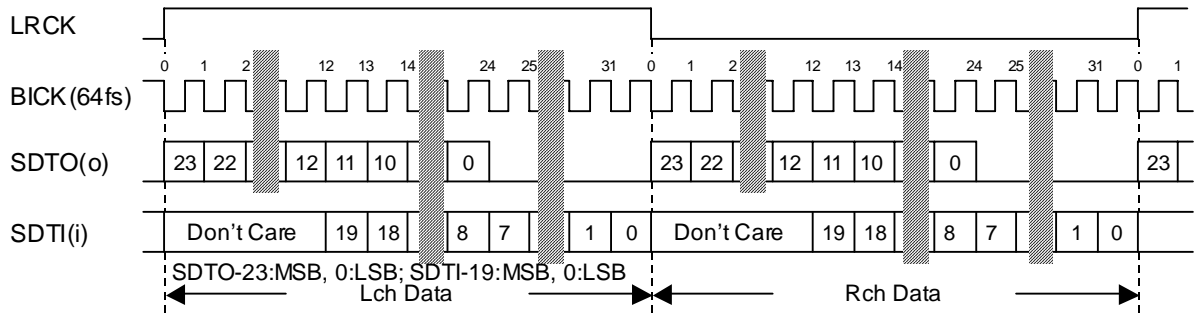 LRCK
0 1 2 12 13 14 24 25 31 0 1 2 12 13 14 24 25 31 0 1
BICK(64fs)
SDTO(o) 23 22 12 11 10 0 23 22 12 11 10 0 23
SDTI(i) Don't Care 19 18 8 7 1 0 Don't Care 19 18 8 7 1 0
SDTO-23:MSB, 0:LSB; SDTI-19:MSB, 0:LSB
Lch Data Rch Data